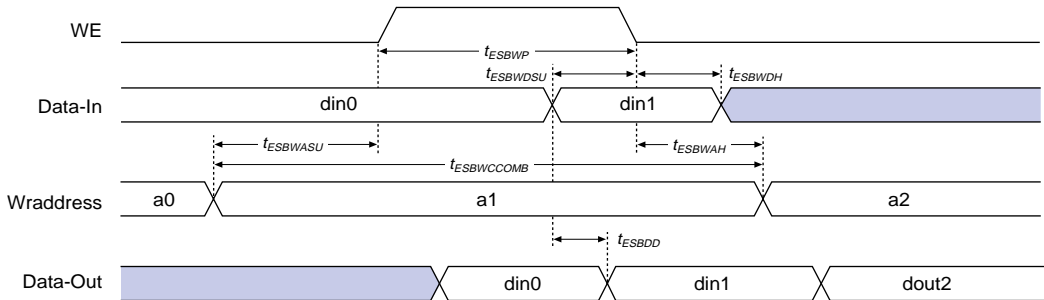 WE
tESBWP
tESBWDSU
tESBWDH
Data-In
din0
din1
tESBWASU
tESBWAH
tESBWCCOMB
Wraddress
a0
a1
a2
tESBDD
Data-Out
din0
din1
dout2